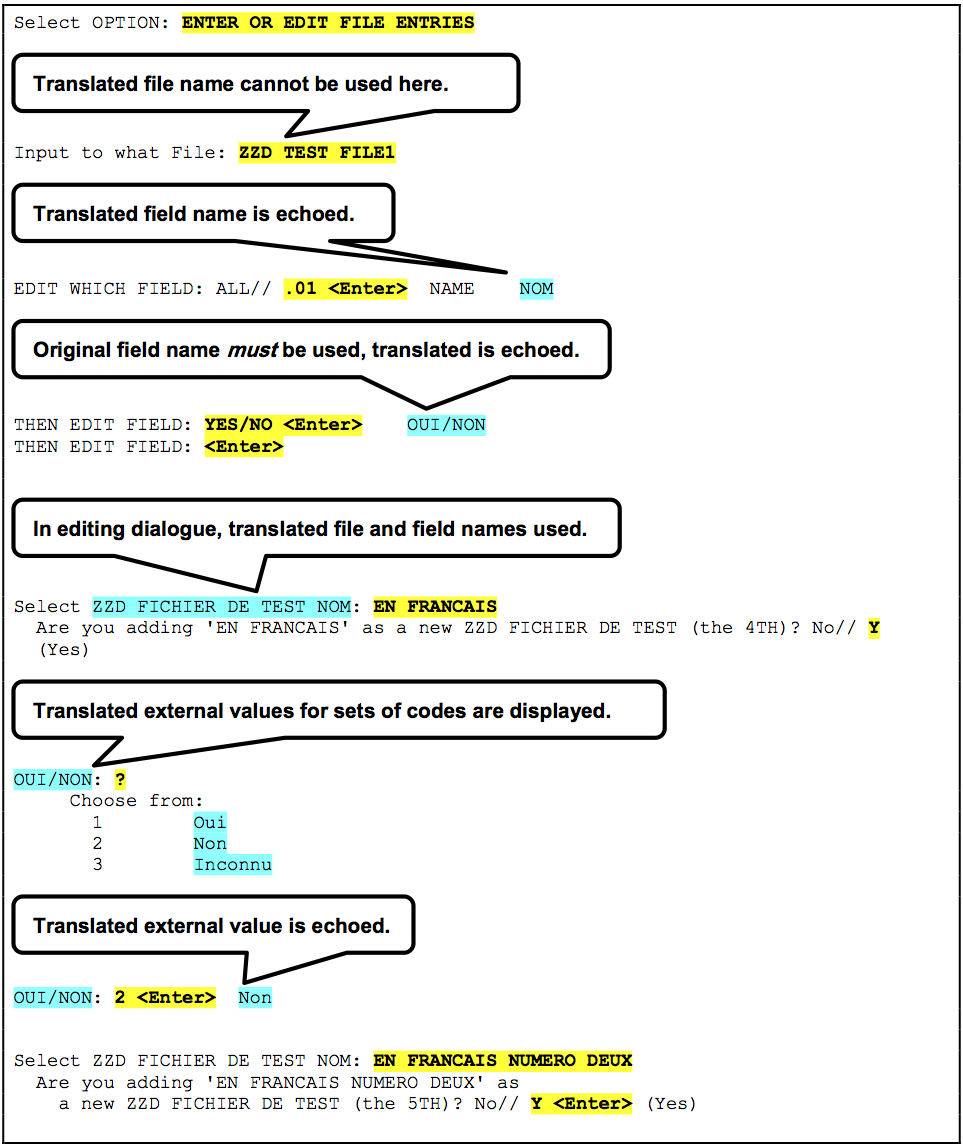 Select OPTION: ENTER OR EDIT FILE ENTRIES
Translated file name cannot be used here.
Input to what File: ZZD TEST FILE1
Translated field name is echoed.
EDIT WHICH FIELD: ALL// .01 <Enter> NAME NOM
Original field name must be used, translated is echoed.
THEN EDIT FIELD: YES/NO <Enter> OUI/NON
THEN EDIT FIELD: <Enter>
In editing dialogue, translated file and field names used.
Select ZZD FICHIER DE TEST NOM: EN FRANCAIS
Are you adding 'EN FRANCAIS' as a new ZZD FICHIER DE TEST (the 4TH)? No// Y
(Yes)
Translated external values for sets of codes are displayed.
OUI/NON: ?
Choose from:
1 Oui
2 Non
3 Inconnu
Translated external value is echoed.
OUI/NON: 2 <Enter> Non
Select ZZD FICHIER DE TEST NOM: EN FRANCAIS NUMERO DEUX
Are you adding 'EN FRANCAIS NUMERO DEUX' as
a new ZZD FICHIER DE TEST (the 5TH)? No// Y <Enter> (Yes)